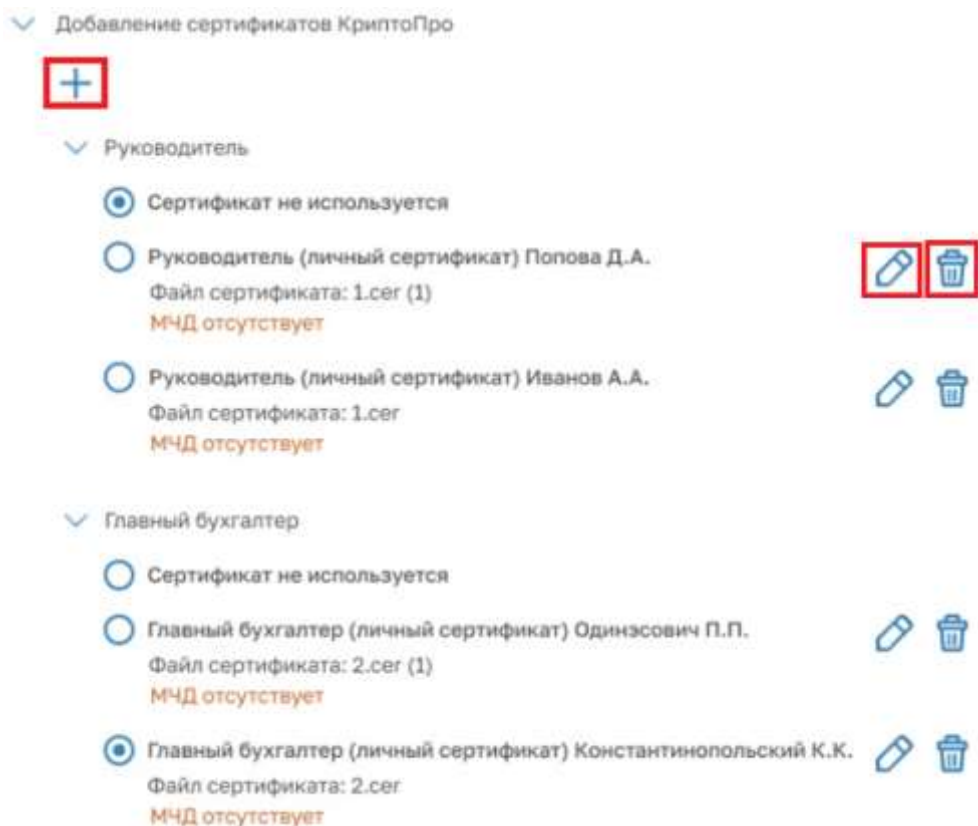 Добавление сертификатов КриптоПро
Руководитель
Сертификат не используется
Руководитель (личный сертификат) Попова Д.А.
Файл сертификата: 1.cer (1)
МЧД отсутствует
Руководитель (личный сертификат) Иванов А.А.
Файл сертификата: 1.cer
МЧД отсутствует
Главный бухгалтер
Сертификат не используется
Главный бухгалтер (личный сертификат) Одинэсович П.П.
Файл сертификата: 2.cer (1)
МЧД отсутствует
Главный бухгалтер (личный сертификат) Константинопольский К.К.
Файл сертификата: 2.cer
МЧД отсутствует